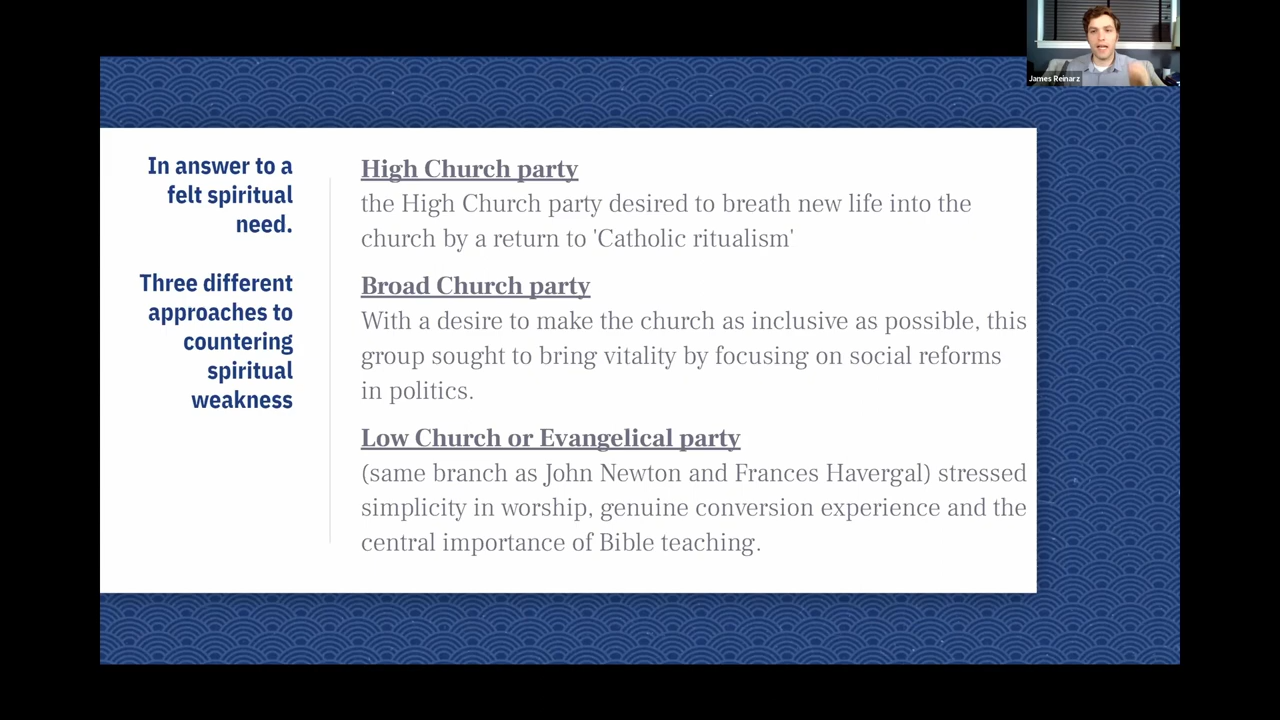 James Reinarz
In answer to a
felt spiritual
need.
Three different
approaches to
countering
spiritual
weakness
High Church party
the High Church party desired to breath new life into the
church by a return to 'Catholic ritualism'
Broad Church party
With a desire to make the church as inclusive as possible, this
group sought to bring vitality by focusing on social reforms
in politics.
Low Church or Evangelical party
(same branch as John Newton and Frances Havergal) stressed
simplicity in worship, genuine conversion experience and the
central importance of Bible teaching.